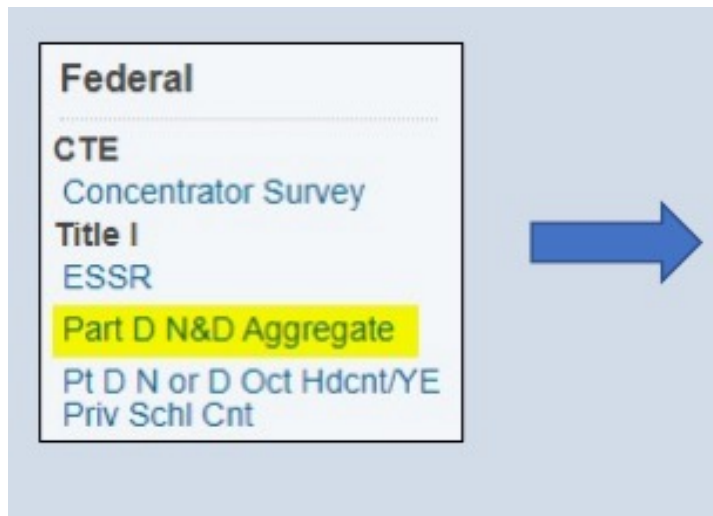 Federal
CTE
Concentrator Survey
Title I
ESSR
Part D N&D Aggregate
Pt D N or D Oct Hdcnt/YE
Priv Schl Cnt